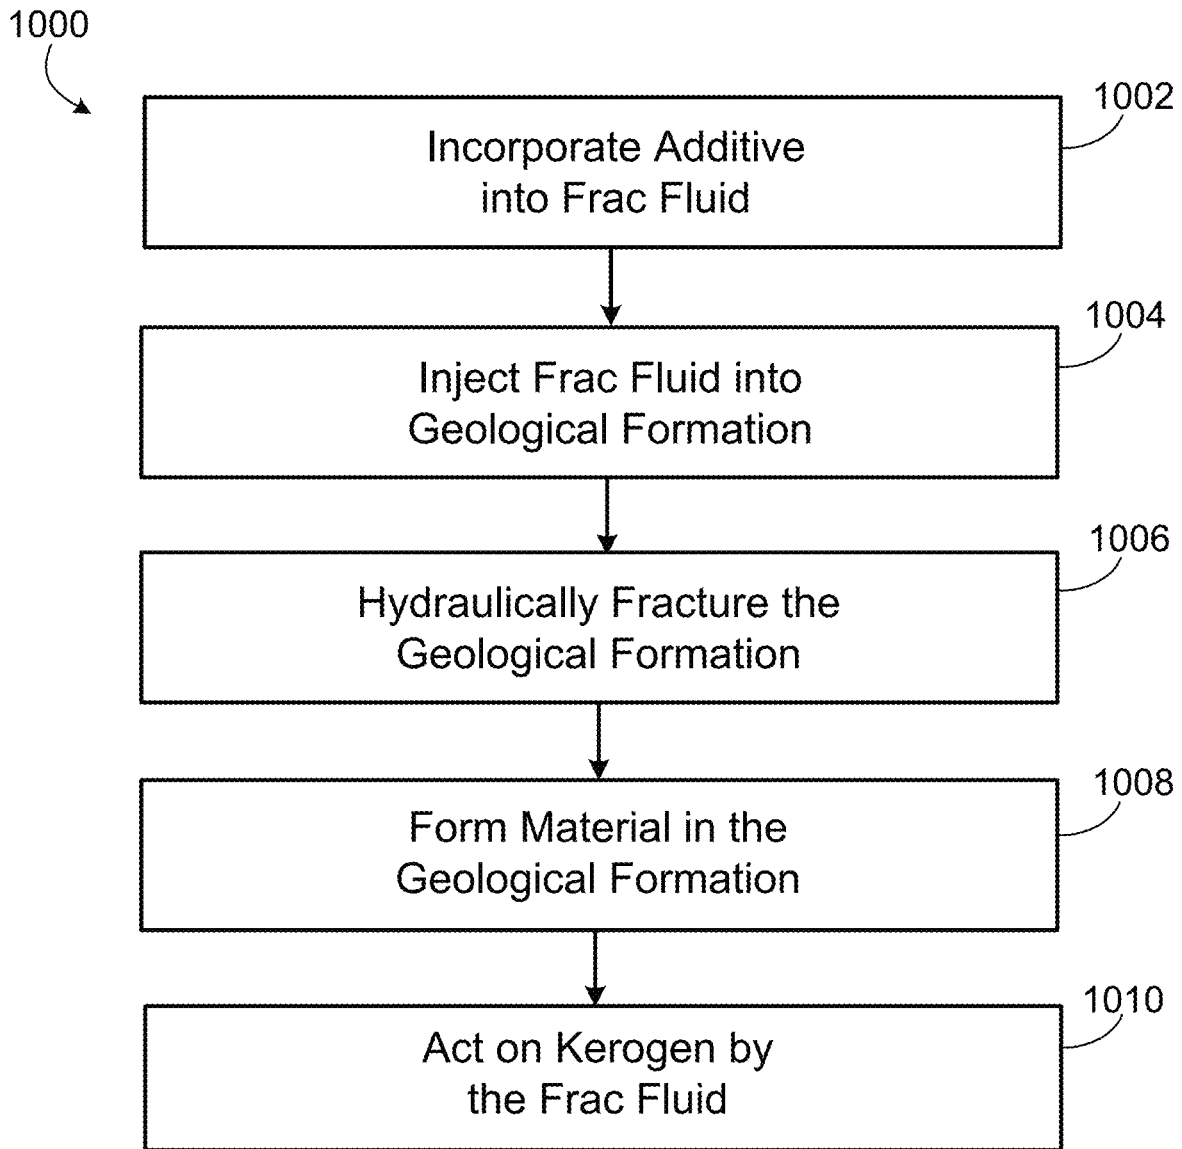 1000
1002
Incorporate Additive
into Frac Fluid
1004
Inject Frac Fluid into
Geological Formation
1006
Hydraulically Fracture the
Geological Formation
1008
Form Material in the
Geological Formation
1010
Act on Kerogen by
the Frac Fluid